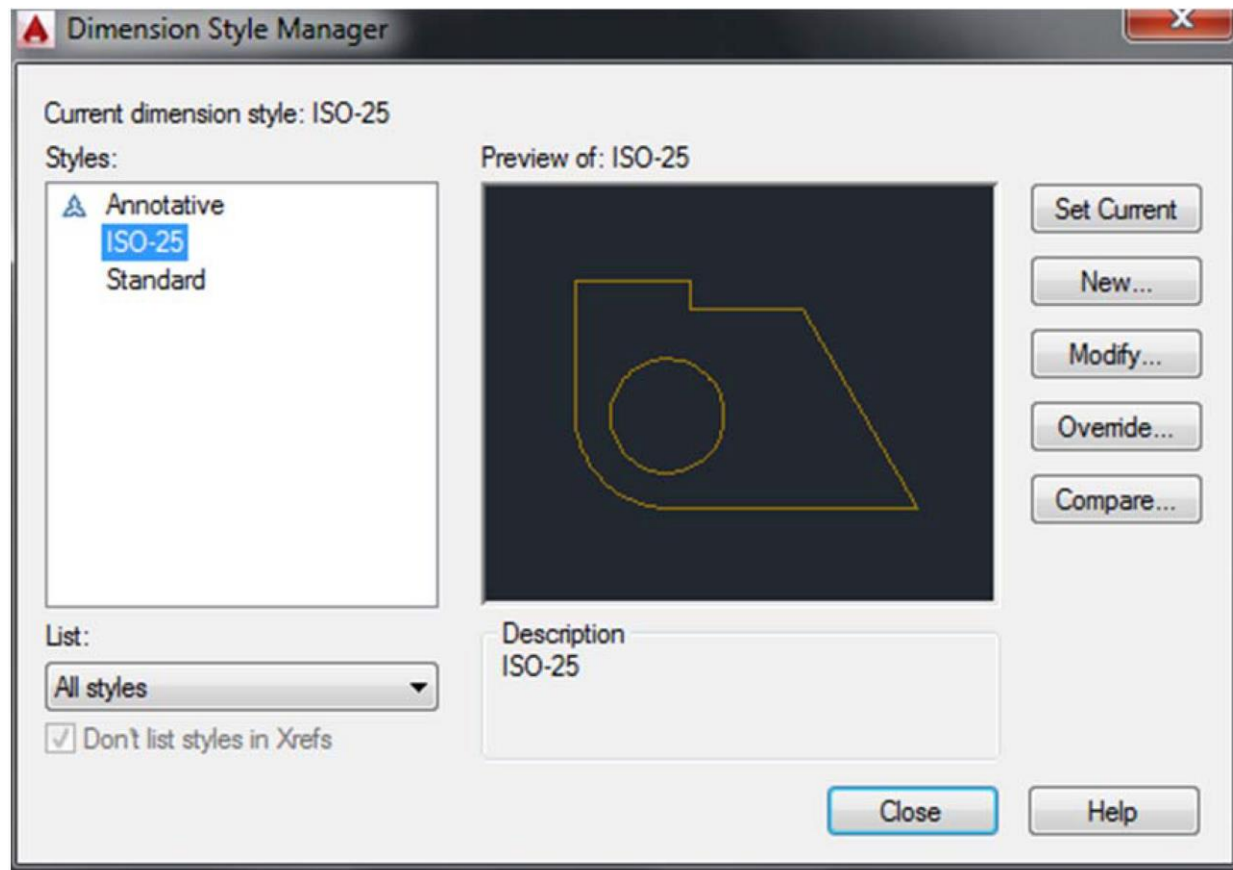 Dimension Style Manager
Current dimension style: ISO-25
Styles:
Preview of: ISO-25
Annotative
ISO-25
Standard
Set Current
New...
Modify...
Override...
Compare...
List:
All styles
Don't list styles in Xrefs
Description
ISO-25
Close
Help